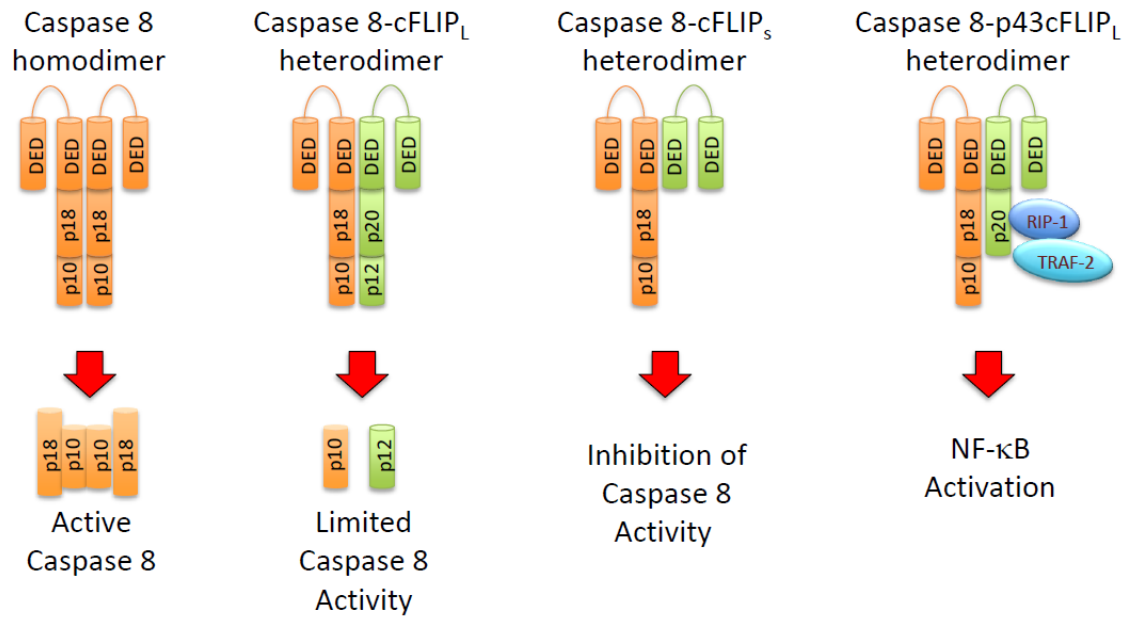 Caspase 8
homodimer
DED
DED
DED
DED
p18
p18
p10
p10
p18
p10
p10
p18
Active
Caspase 8
Caspase 8-cFLIPL
heterodimer
DED
DED
DED
DED
p18
p20
p10
p12
p10
p12
Limited
Caspase 8
Activity
Caspase 8-cFLIPs
heterodimer
DED
DED
DED
DED
p18
p10
Inhibition of
Caspase 8
Activity
Caspase 8-p43cFLIPL
heterodimer
DED
DED
DED
DED
p18
p20
RIP-1
TRAF-2
p10
NF-κB
Activation